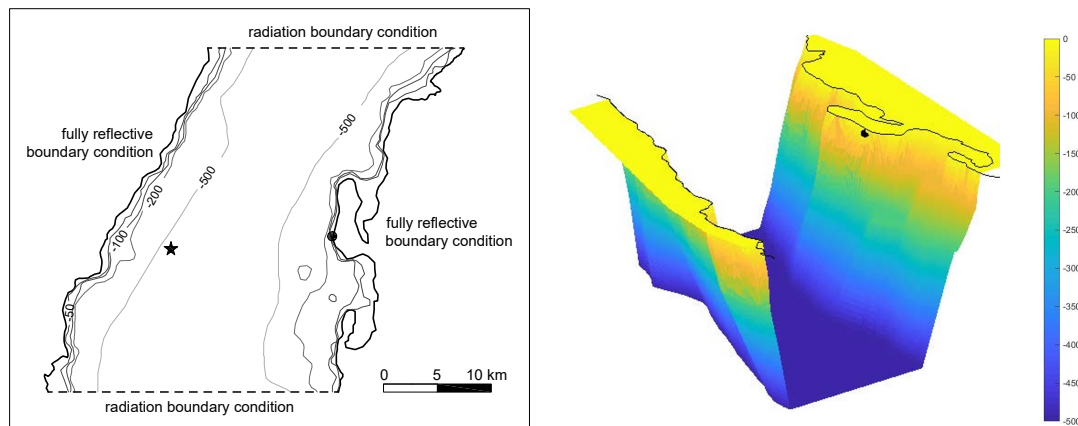 radiation boundary condition
-500
fully reflective
boundary condition
-200
-500
-100
fully reflective
boundary condition
-50
0 5 10 km
radiation boundary condition
0
-50
-100
-150
-200
-250
-300
-350
-400
-450
-500